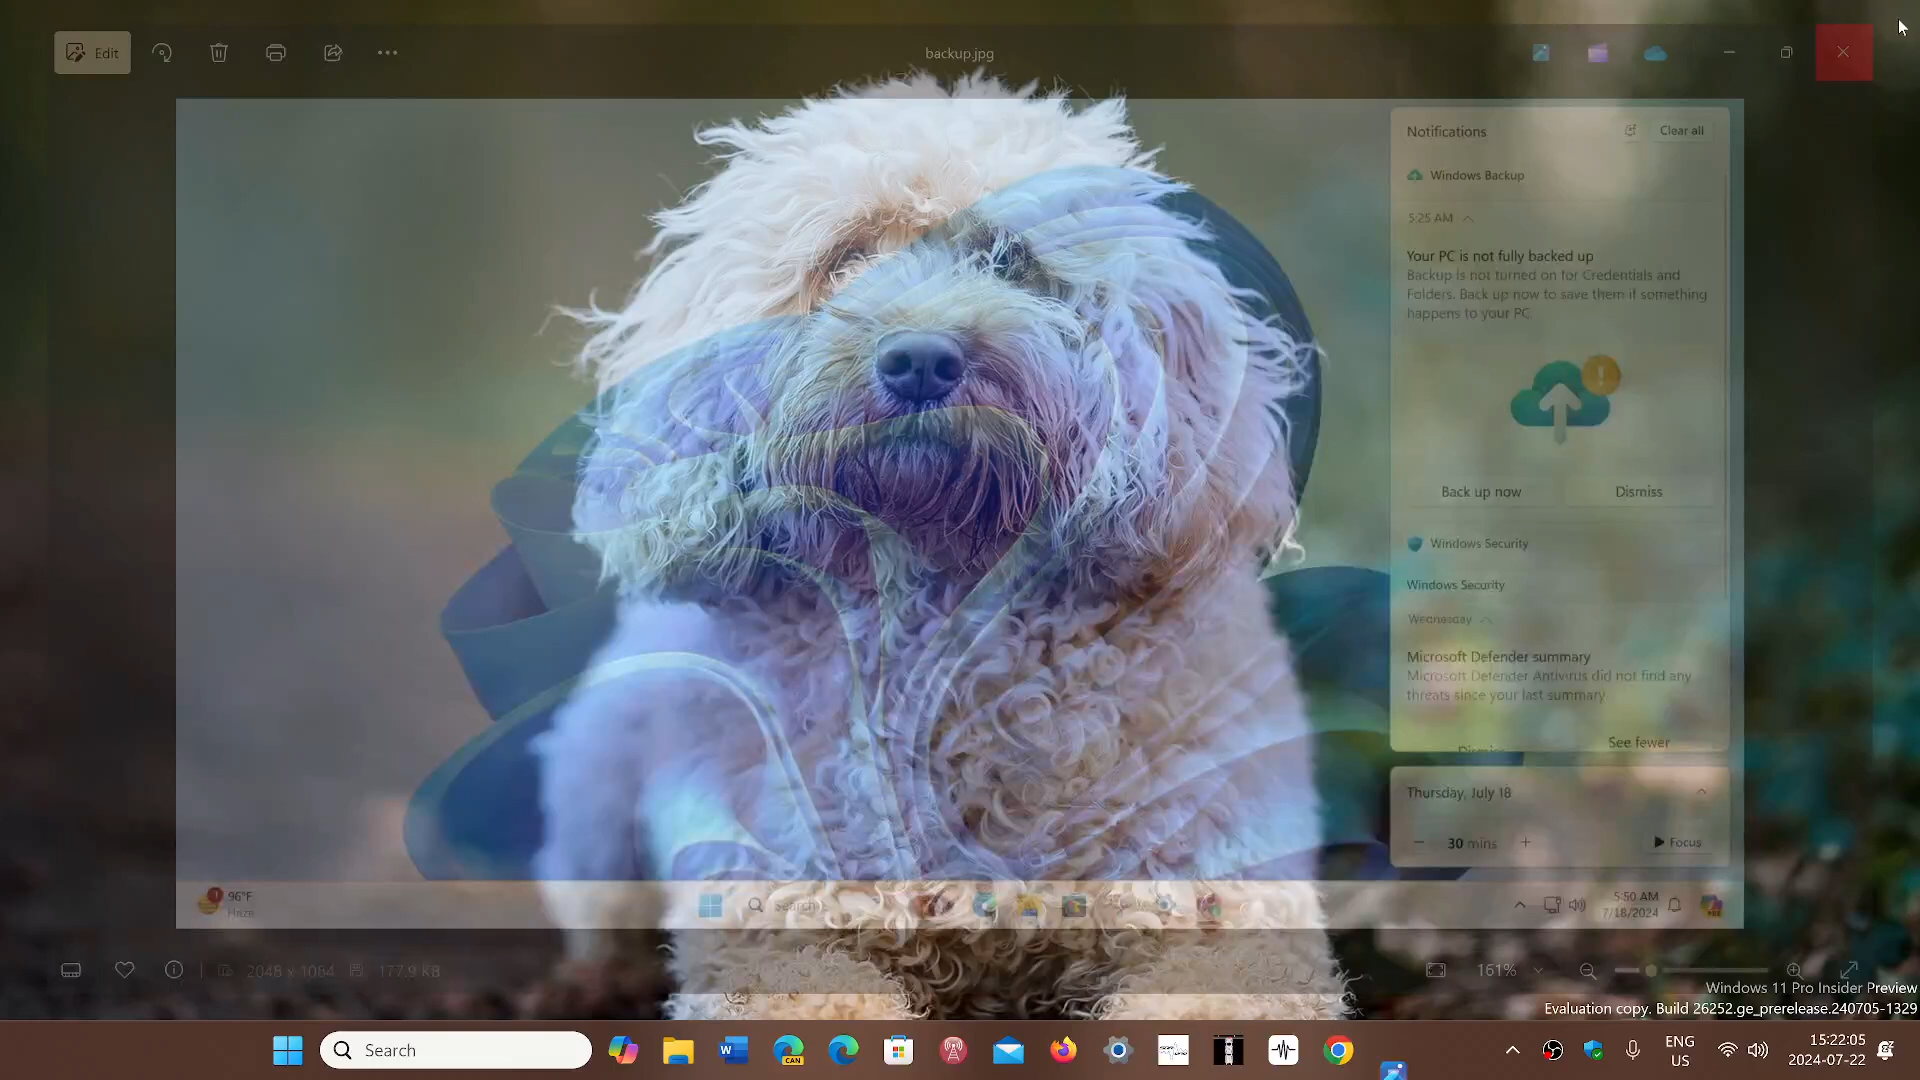 Edit
backup.jpg
Notifications
Clear all
Windows Backup
5:25 AM
Your PC is not fully backed up
Backup is not turned on for Credentials and
Folders. Back up now to save them if something
happens to your PC.
Back up now
Dismiss
Windows Security
Windows Security
Wednesday
Microsoft Defender summary
Microsoft Defender Antivirus did not find any
threats since your last summary.
Dismiss
See fewer
Thursday, July 18
30 mins
Focus
96°F
Haze
Search
5:50 AM
7/18/2024
2048 x 1084
177.9 KB
161%
Windows 11 Pro Insider Preview
Evaluation copy. Build 26252.ge_prerelease.240705-1329
Search
W
CAN
ENG
US
15:22:05
2024-07-22